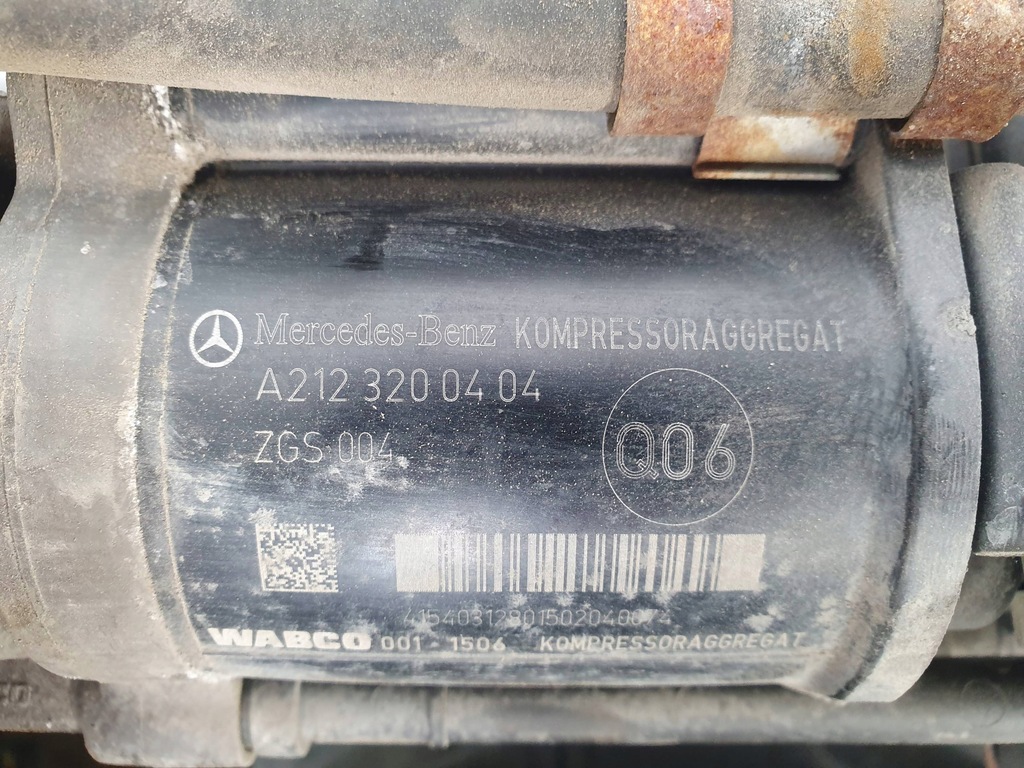 Mercedes-Benz KOMPRESSORAGGREGAT
A212 320 04 04
ZGS 004
Q06
WABCO 001 - 1506 KOMPRESSORAGGREGAT